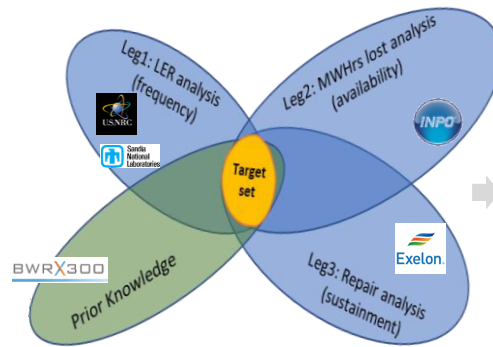 Leg1: LER analysis
(frequency)
Leg2: MWHrs lost analysis
(availability)
U.S.NRC
Sandia
National
Laboratories
INPO
Target
set
BWRX300
Prior Knowledge
Exelon.
Leg3: Repair analysis
(sustainment)